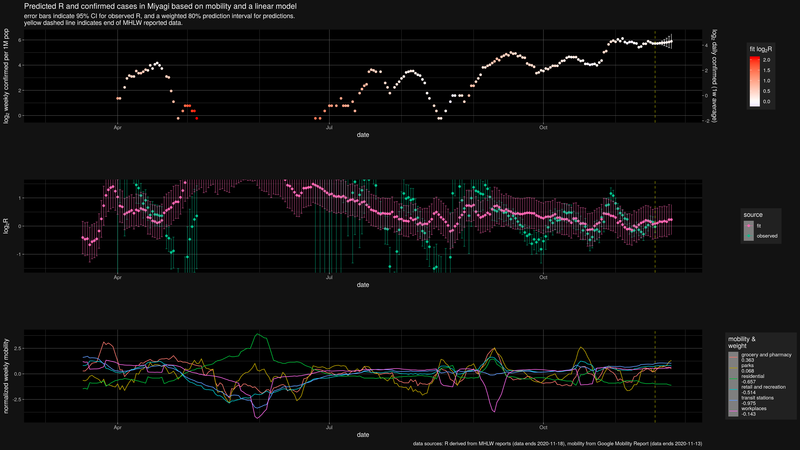 Predicted R and confirmed cases in Miyagi based on mobility and a linear model
error bars indicate 95% CI for observed R, and a weighted 80% prediction interval for predictions.
yellow dashed line indicates end of MHLW reported data.
log₂ weekly confirmed per 1M pop
6
4
2
0
4
2
0
-2
log₂ daily confirmed (1w average)
Apr
Jul
Oct
date
fit log₂R
2.0
1.5
1.0
0.5
0.0
log₂R
1
0
-1
Apr
Jul
Oct
date
source
fit
observed
normalised weekly mobility
2.5
0.0
-2.5
Apr
Jul
Oct
date
mobility &
weight
grocery and pharmacy
0.363
parks
0.068
residential
-0.657
retail and recreation
-0.514
transit stations
-0.975
workplaces
-0.143
data sources: R derived from MHLW reports (data ends 2020-11-18), mobility from Google Mobility Report (data ends 2020-11-13)